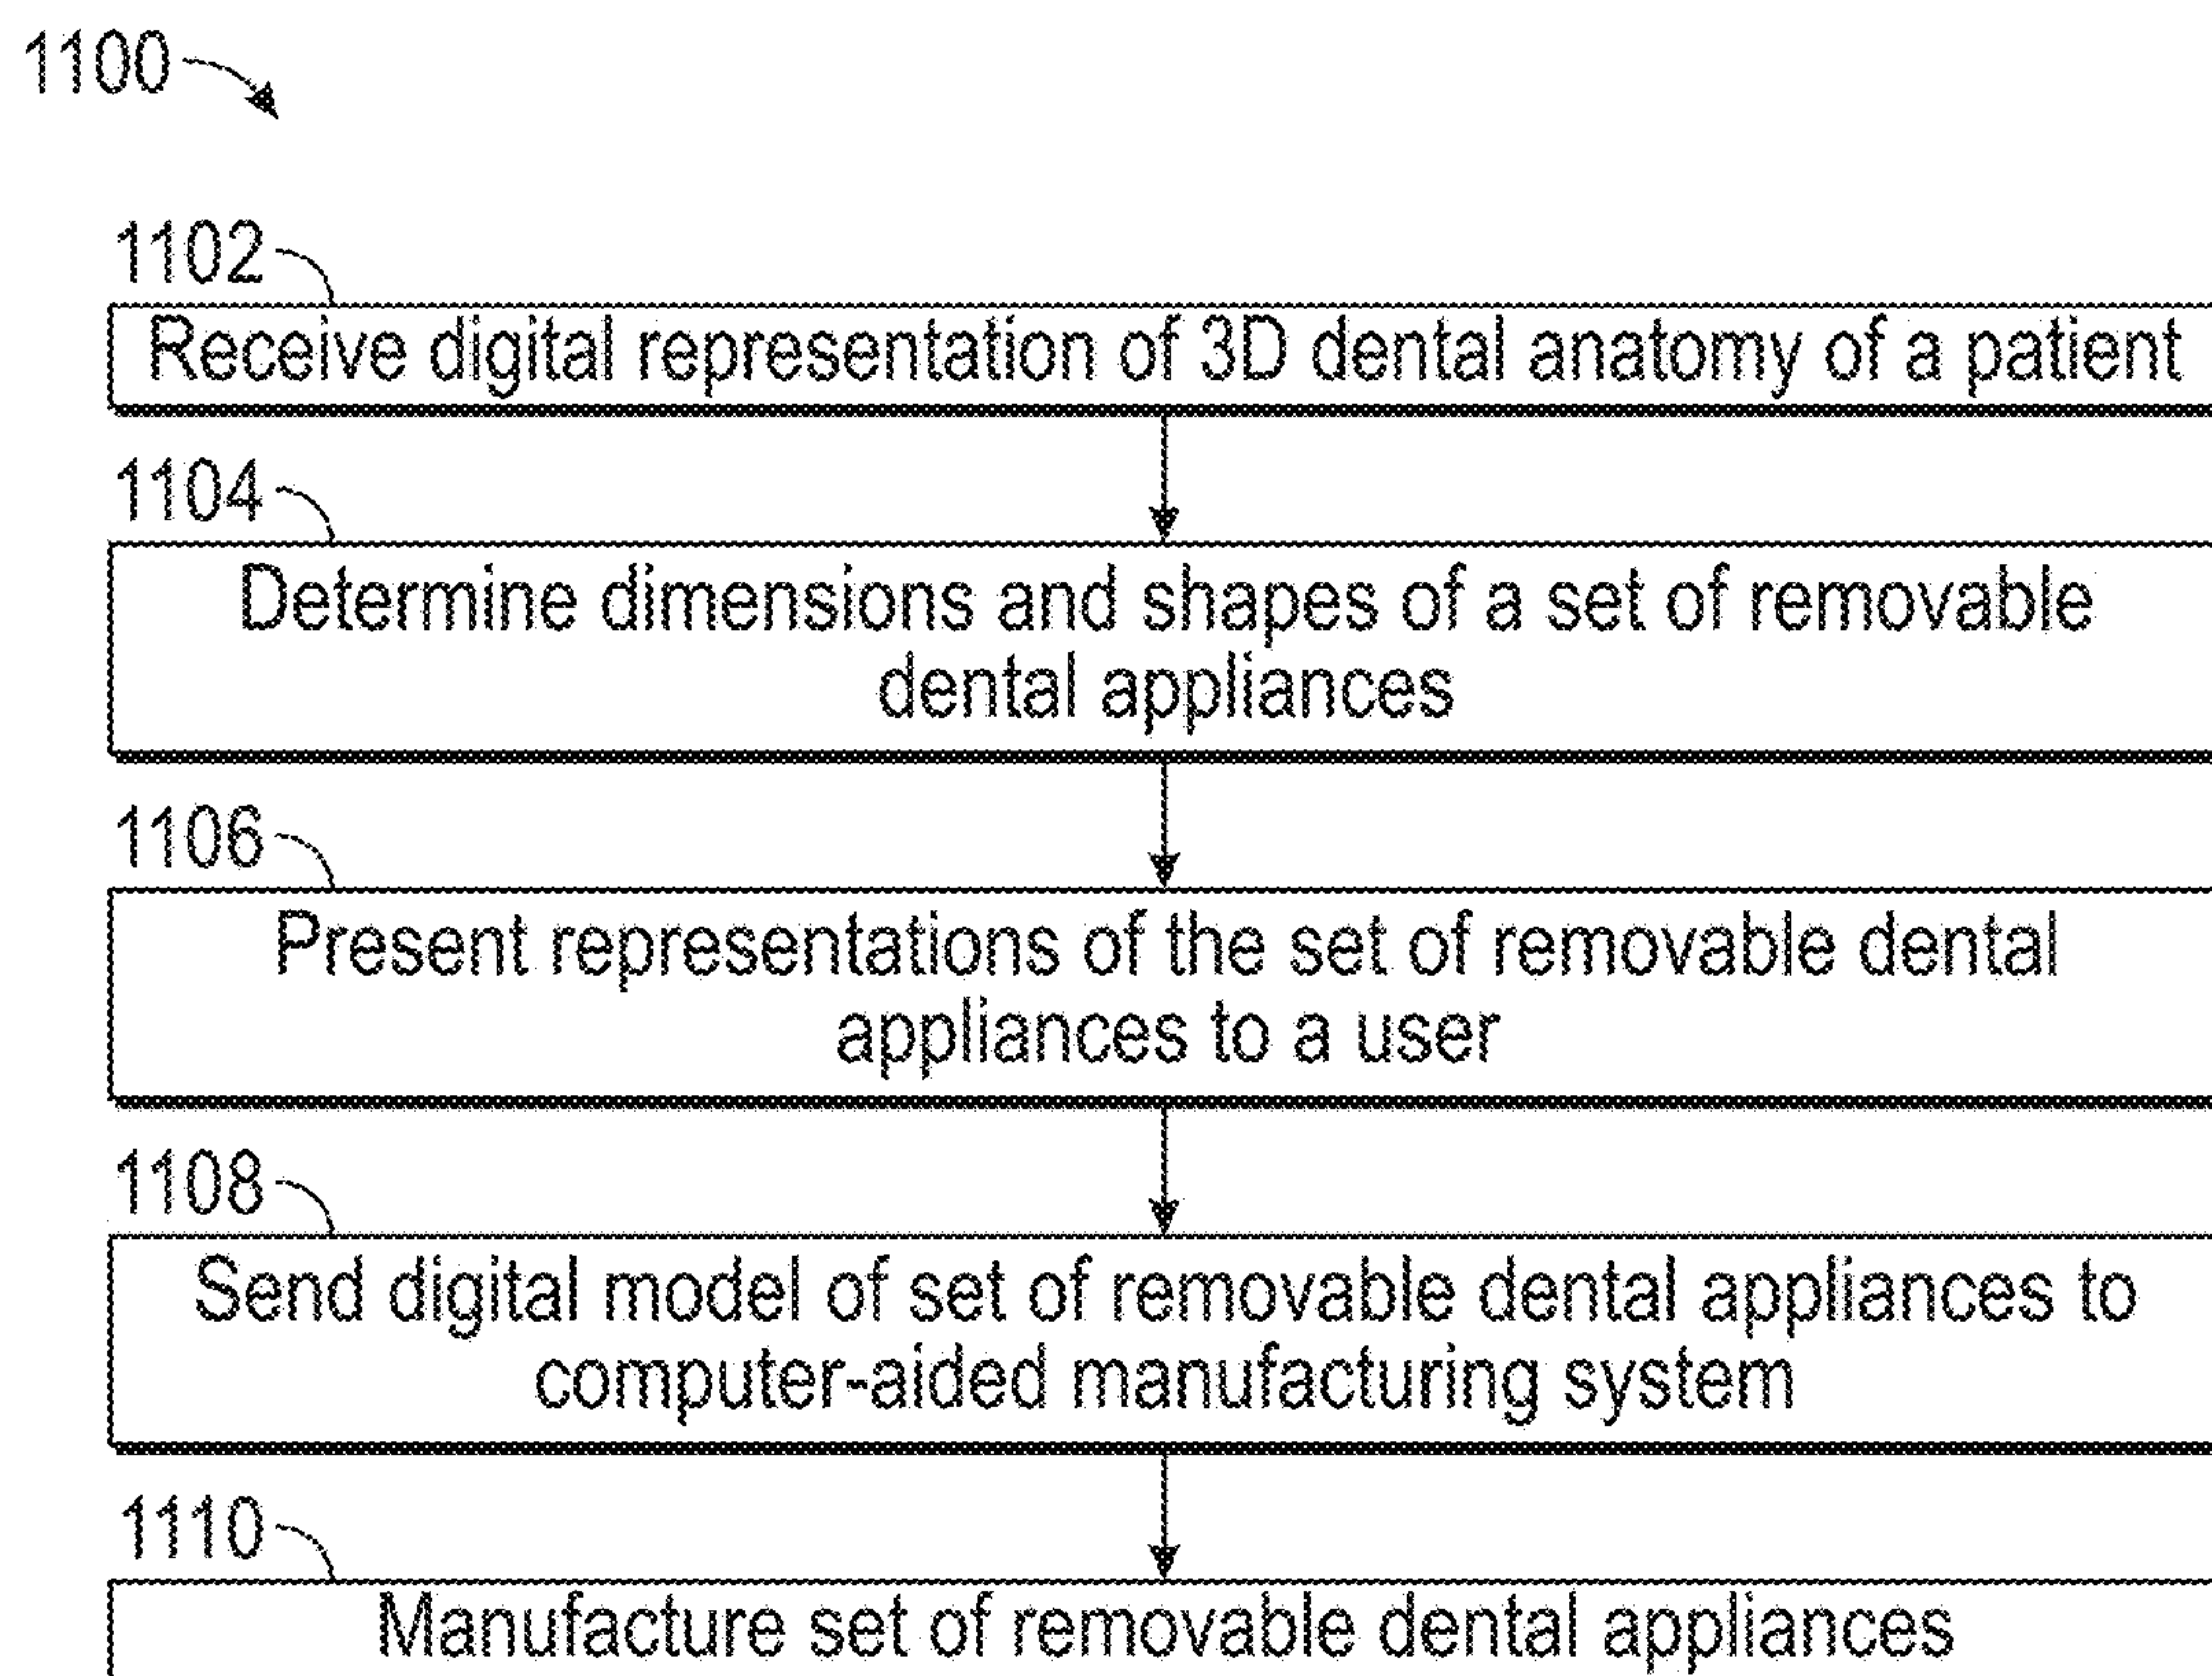 1100
1102
Receive digital representation of 3D dental anatomy of a patient
1104
Determine dimensions and shapes of a set of removable
dental appliances
1106
Present representations of the set of removable dental
appliances to a user
1108
Send digital model of set of removable dental appliances to
computer-aided manufacturing system
1110
Manufacture set of removable dental appliances